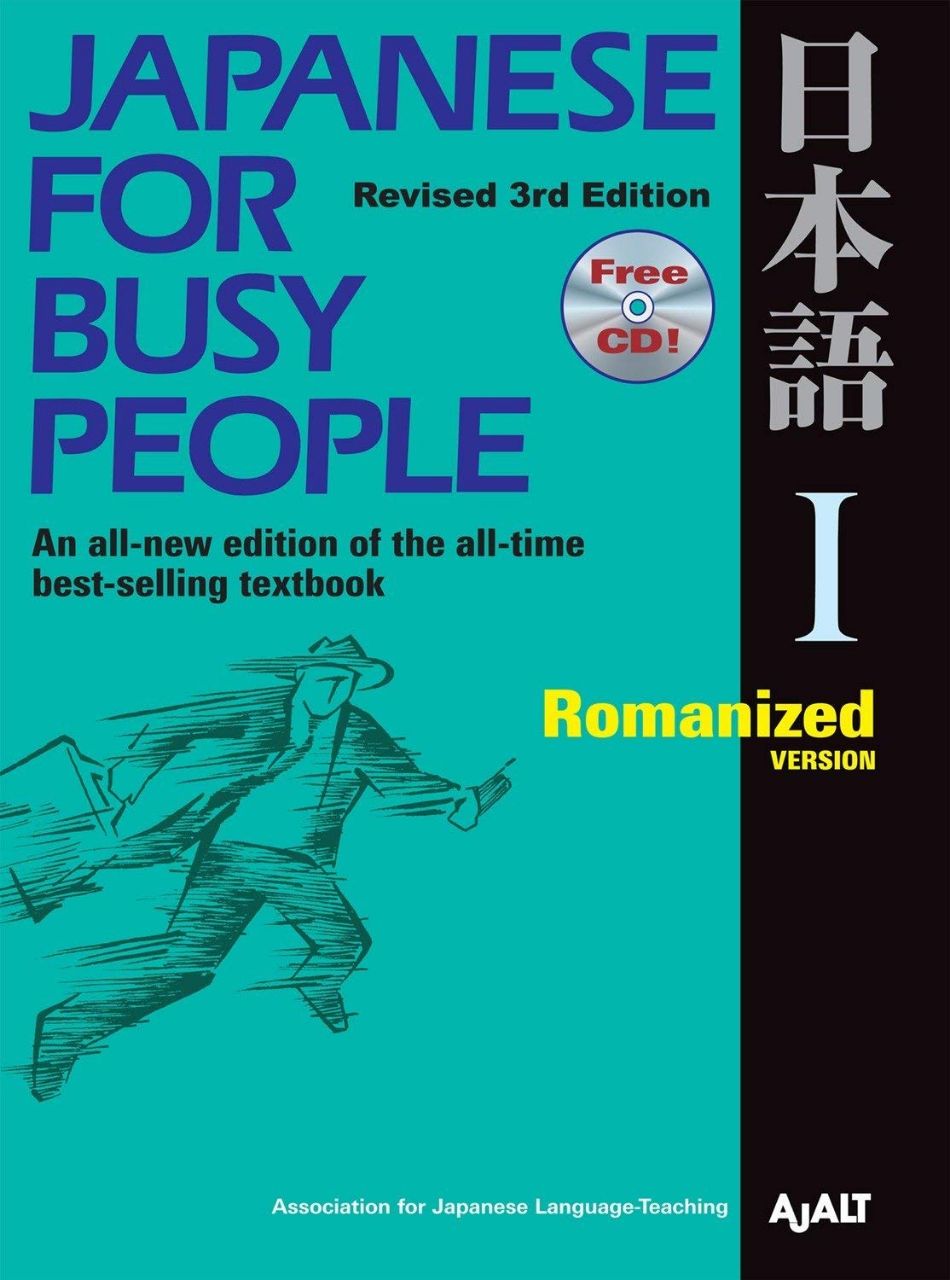 JAPANESE
FOR
BUSY
PEOPLE
Revised 3rd Edition
Free
CD!
An all-new edition of the all-time
best-selling textbook
日本語 I
Romanized
VERSION
Association for Japanese Language-Teaching
AJALT